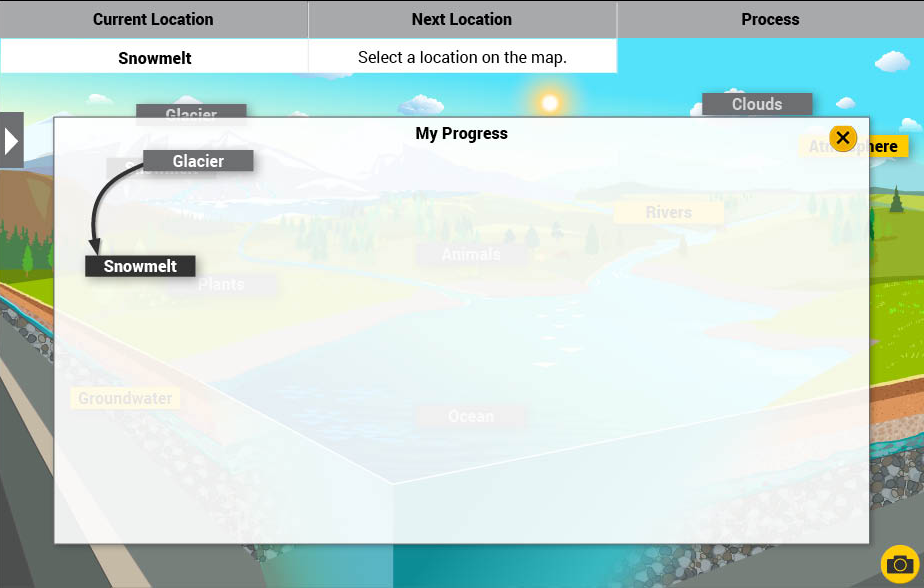 Current Location
Next Location
Process
Snowmelt
Select a location on the map.
Clouds
Glacier
My Progress
Atmosphere
Glacier
Rivers
Animals
Snowmelt
Plants
Groundwater
Ocean